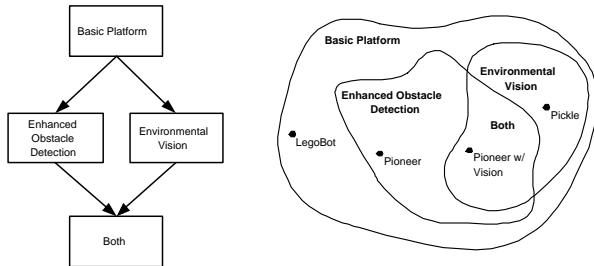 Basic Platform
Enhanced
Obstacle
Detection
Environmental
Vision
Both
Basic Platform
Environmental
Vision
Enhanced Obstacle
Detection
Both
Pickle
LegoBot
Pioneer
Pioneer w/
Vision